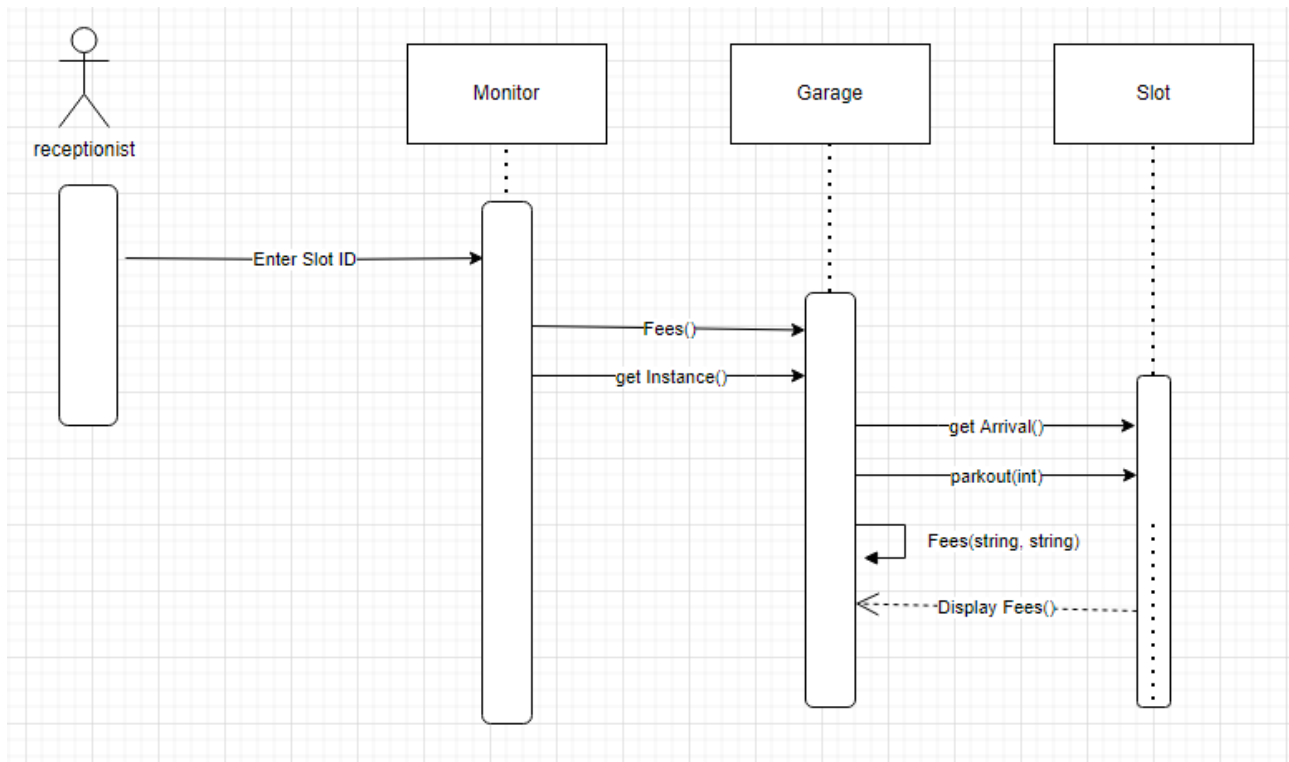 Monitor
Garage
Slot
receptionist
Enter Slot ID
Fees()
get Instance()
get Arrival()
parkout(int)
Fees(string, string)
Display Fees()